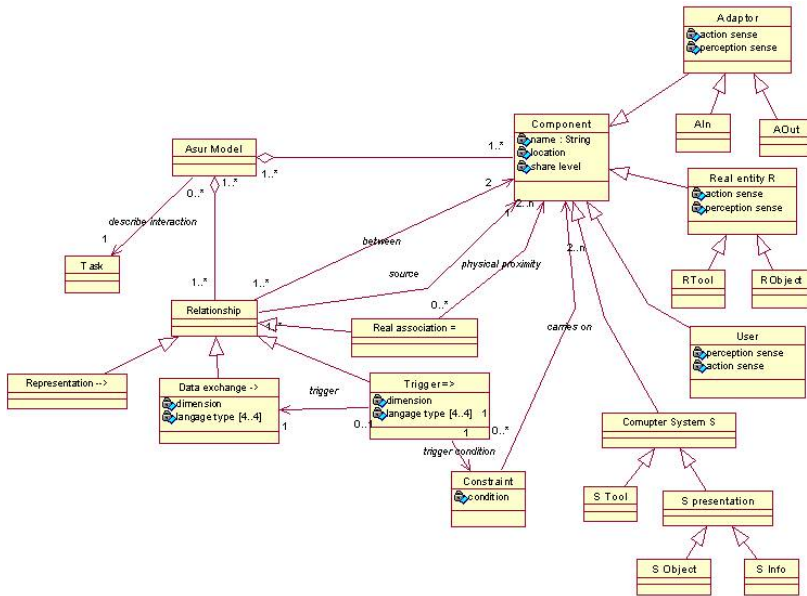 Adaptor
action sense
perception sense
AIn
AOut
Component
name : String
location
share level
Asur Model
1..*
1..*
1..*
0..*
describe interaction
1
Task
2
2..n
1
between
source
physical proximity
Real entity R
action sense
perception sense
RTool
RObject
2..n
1..*
1..*
0..*
Relationship
1..*
Real association =
carries on
User
perception sense
action sense
Representation -->
Data exchange ->
dimension
langage type [4..4]
trigger
1
0..1
Trigger=>
dimension
langage type [4..4]
1
1
0..*
trigger condition
Constraint
condition
Comupter System S
S Tool
S presentation
S Object
S Info